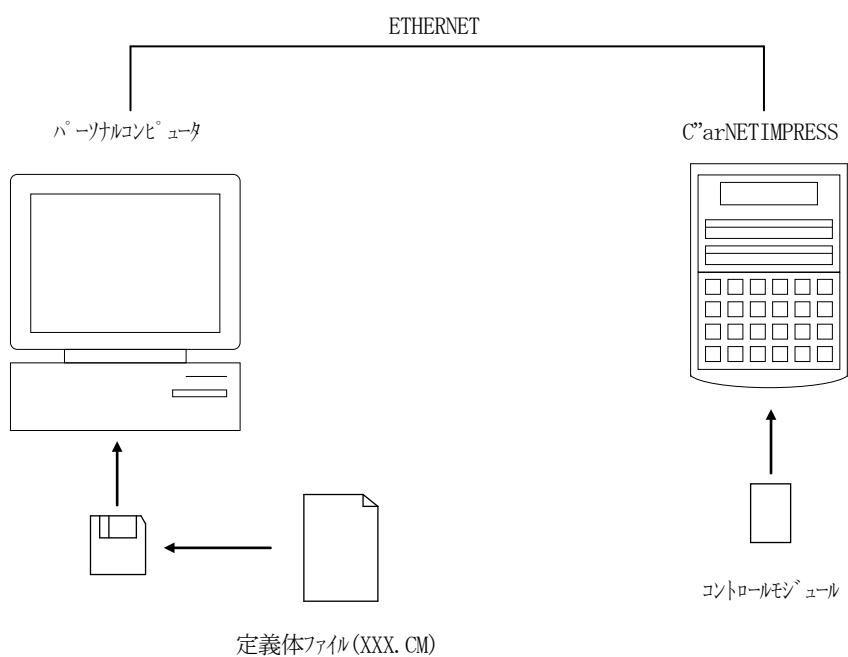 ETHERNET
ﾊﾟｰｿﾅﾙｺﾝﾋﾟｭｰﾀ
C”arNETIMPRESS
ｺﾝﾄﾛｰﾙﾓｼﾞｭｰﾙ
定義体ﾌｧｲﾙ(XXX.CM)